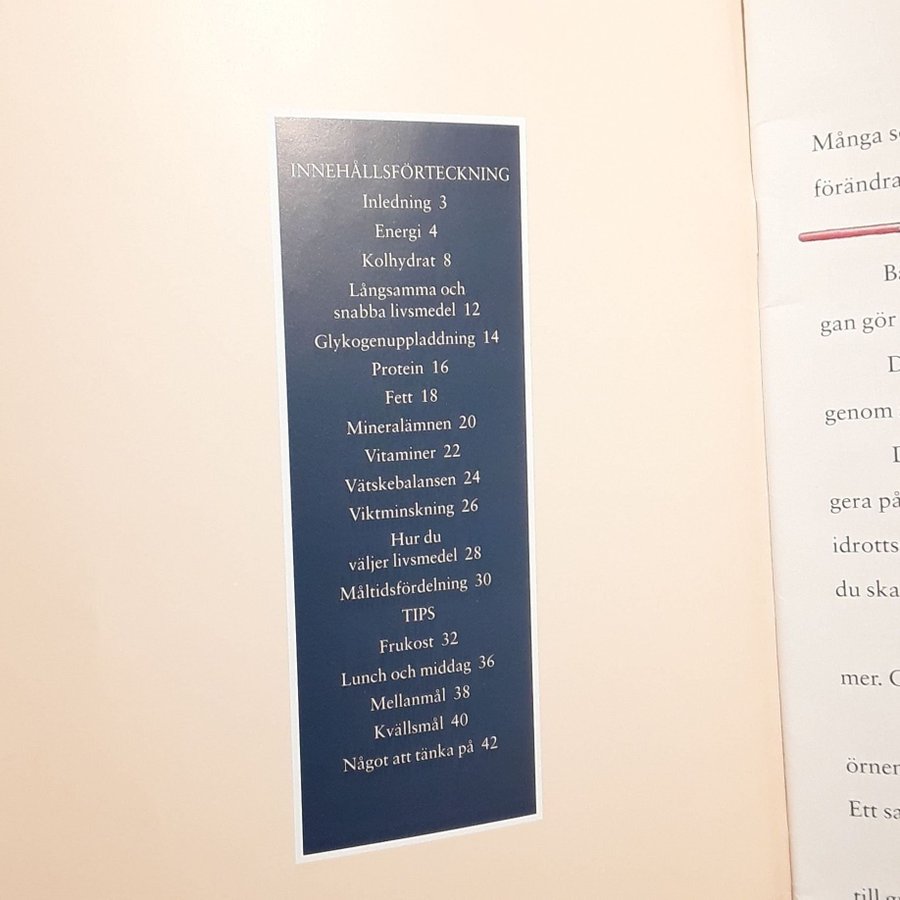 INNEHÅLLSFÖRTECKNING
Inledning 3
Energi 4
Kolhydrat 8
Långsamma och
snabba livsmedel 12
Glykogenuppladdning 14
Protein 16
Fett 18
Mineralämnen 20
Vitaminer 22
Vätskebalansen 24
Viktminskning 26
Hur du
väljer livsmedel 28
Måltidsfördelning 30
TIPS
Frukost 32
Lunch och middag 36
Mellanmål 38
Kvällsmål 40
Något att tänka på 42
Många
gan gör
genom
gera på
du ska
mer.
Ett
till